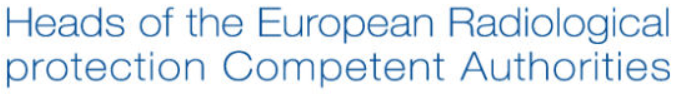 Heads of the European Radiological
protection Competent Authorities